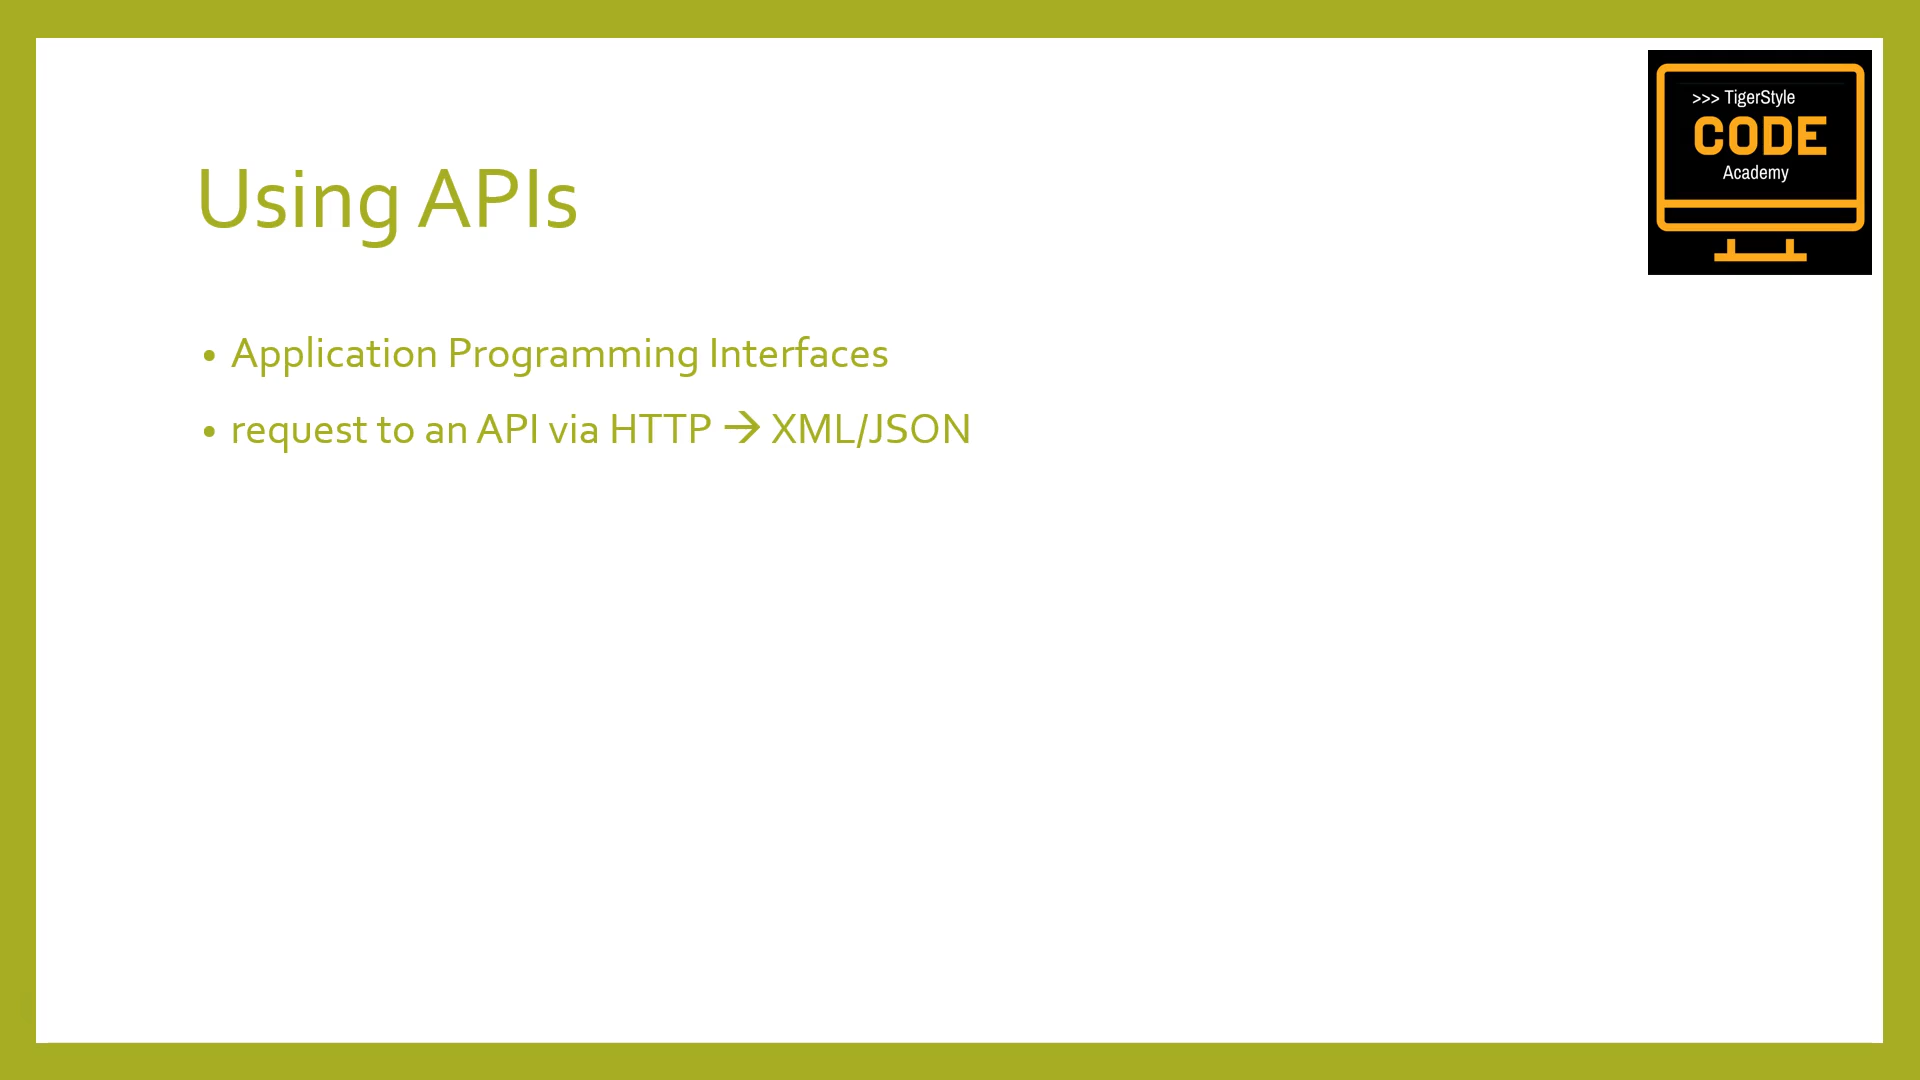 >>> TigerStyle
CODE
Academy
Using APIs
• Application Programming Interfaces
• request to an API via HTTP → XML/JSON